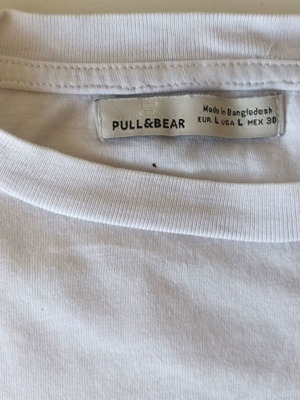 PULL&BEAR
Made in Bangladesh
EUR L USA L MEX 30